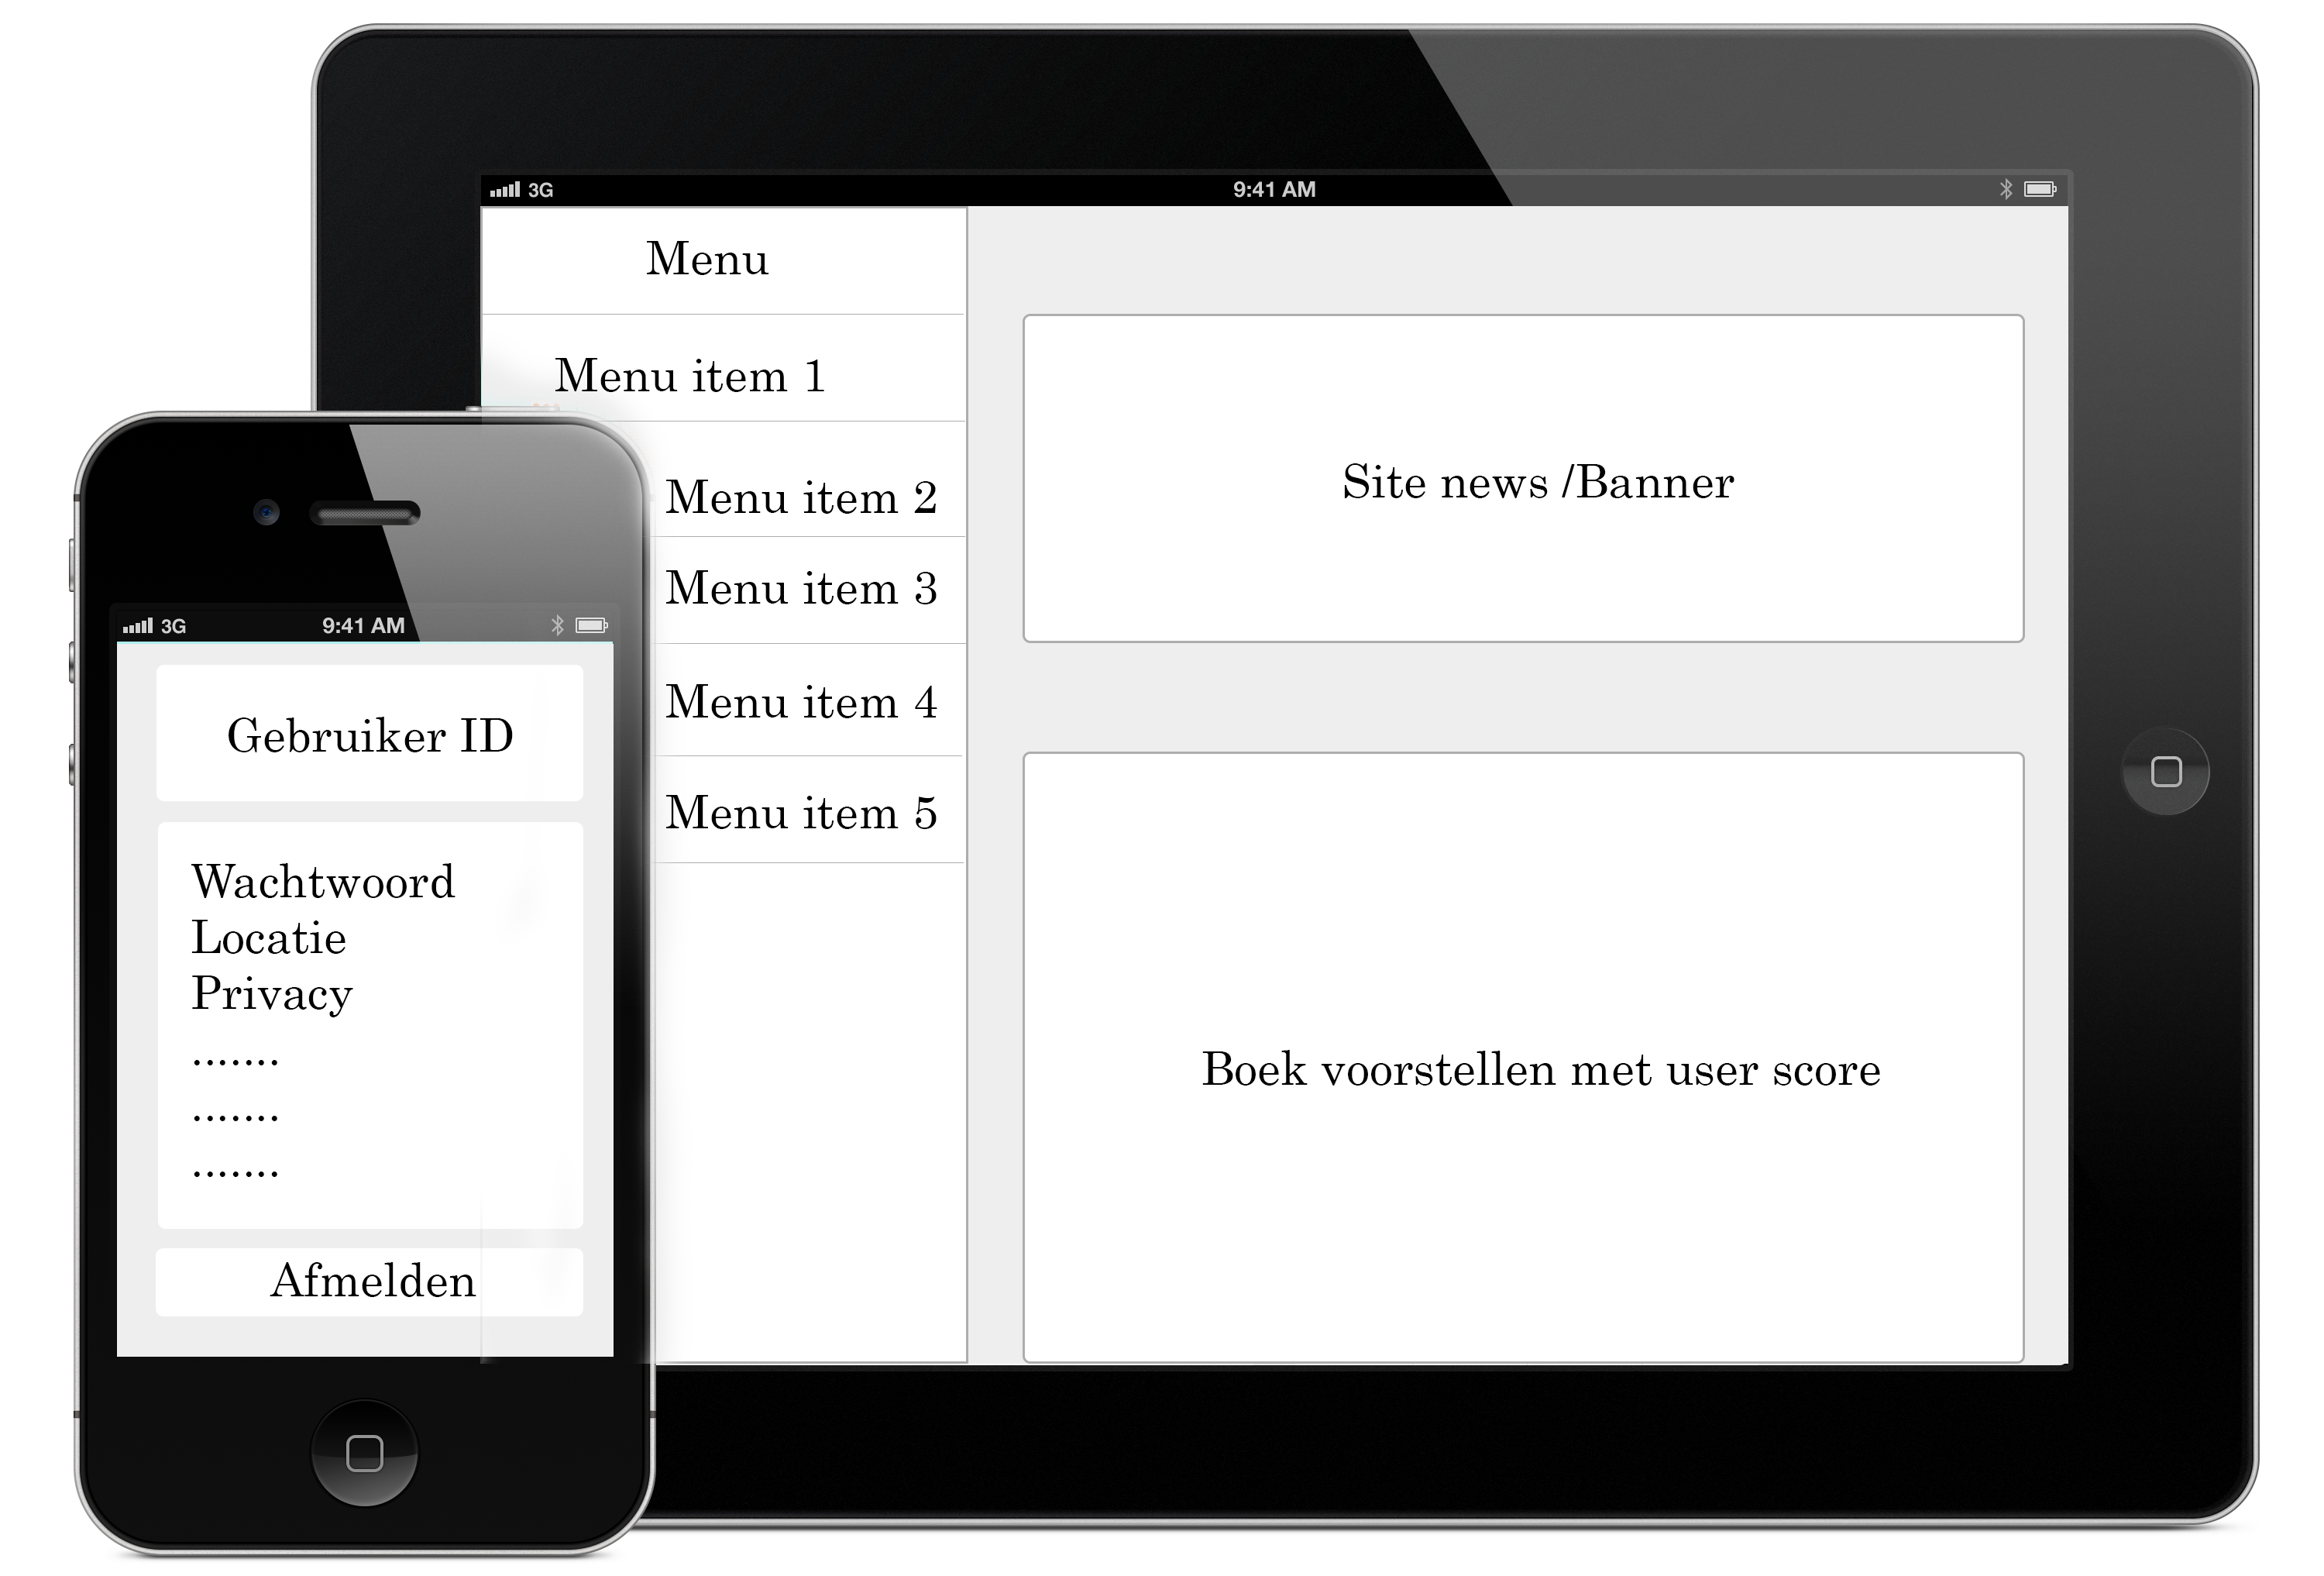 3G 9:41 AM
Menu
Menu item 1
Menu item 2
Menu item 3
Menu item 4
Menu item 5
Site news /Banner
Boek voorstellen met user score
3G 9:41 AM
Gebruiker ID
Wachtwoord
Locatie
Privacy
.......
.......
.......
Afmelden